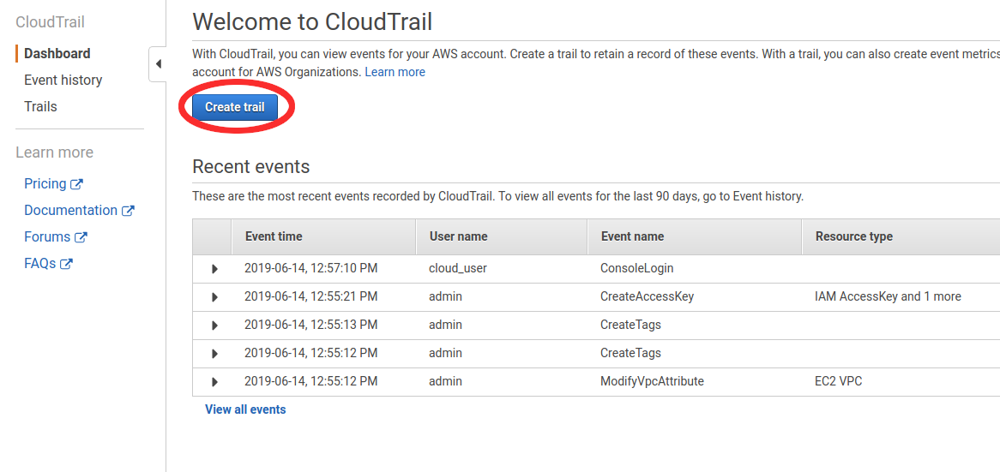 CloudTrail
Dashboard
Event history
Trails
Learn more
Pricing
Documentation
Forums
FAQs
Welcome to CloudTrail
With CloudTrail, you can view events for your AWS account. Create a trail to retain a record of these events. With a trail, you can also create event metrics
account for AWS Organizations. Learn more
Create trail
Recent events
These are the most recent events recorded by CloudTrail. To view all events for the last 90 days, go to Event history.
Event time User name Event name Resource type
2019-06-14, 12:57:10 PM cloud_user ConsoleLogin
2019-06-14, 12:55:21 PM admin CreateAccessKey IAM AccessKey and 1 more
2019-06-14, 12:55:13 PM admin CreateTags
2019-06-14, 12:55:12 PM admin CreateTags
2019-06-14, 12:55:12 PM admin ModifyVpcAttribute EC2 VPC
View all events